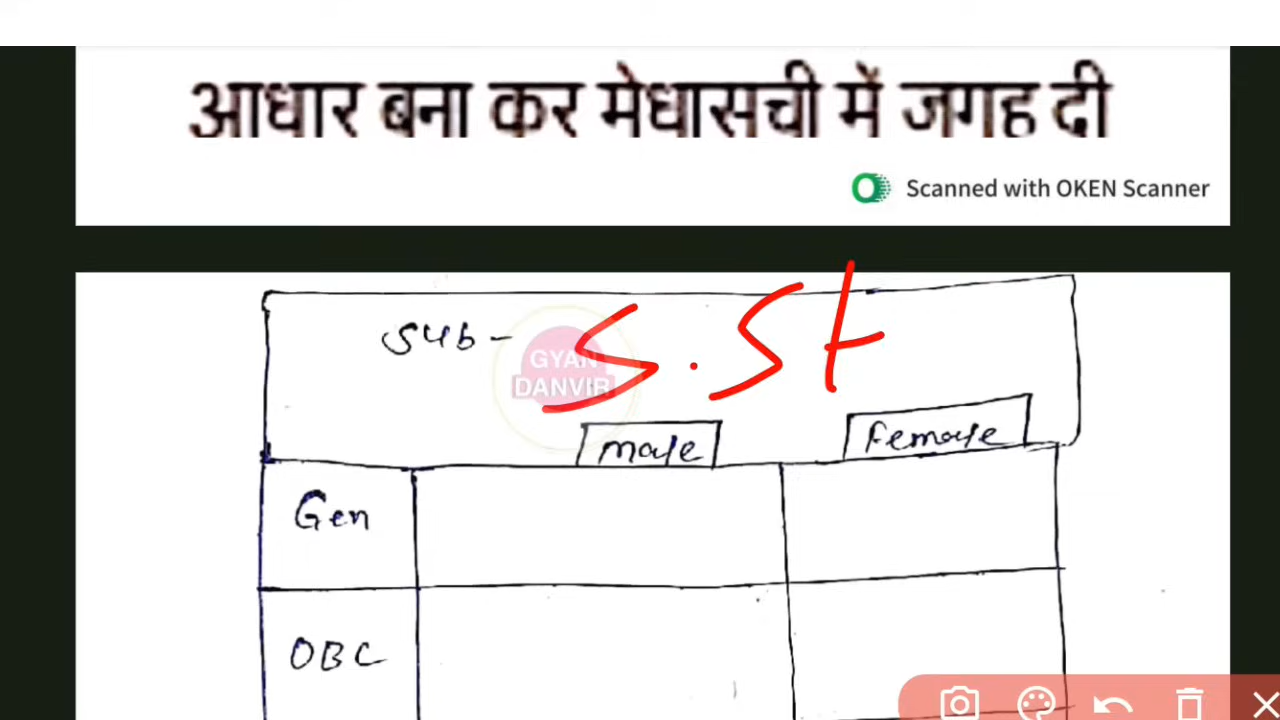 आधार बना कर मेधासची में जगह दी
Scanned with OKEN Scanner
Sub - S.St
GYAN
DANVIR
Male
Female
Gen
OBC